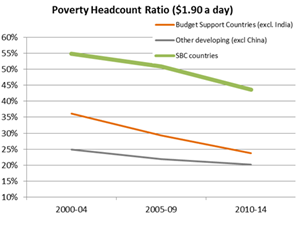 Poverty Headcount Ratio ($1.90 a day)
Budget Support Countries (excl. India)
Other developing (excl China)
SBC countries
60%
55%
50%
45%
40%
35%
30%
25%
20%
15%
10%
2000-04 2005-09 2010-14